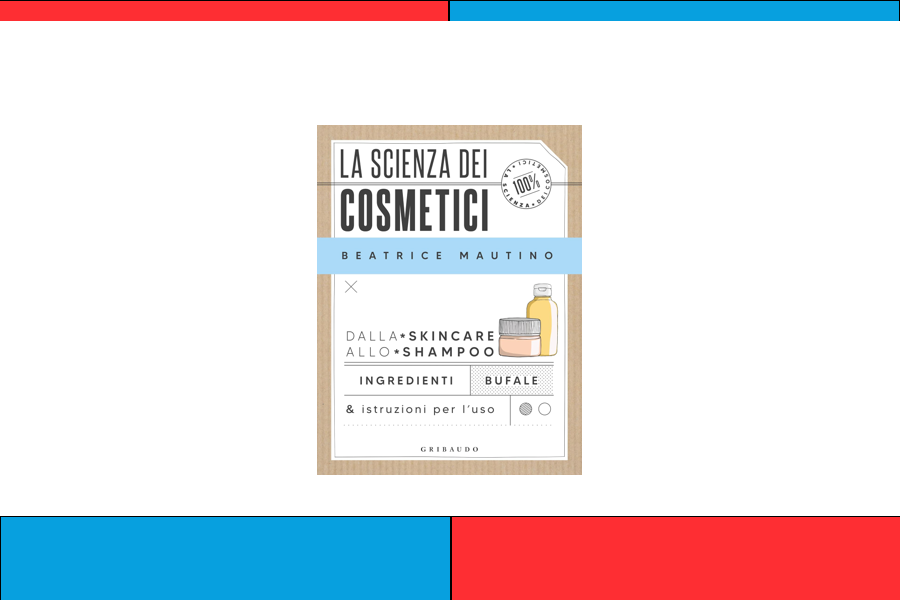 LA SCIENZA DEI
COSMETICI
100%
LA SCIENZA DEI COSMETICI
BEATRICE MAUTINO
DALLA*SKINCARE
ALLO*SHAMPOO
INGREDIENTI BUFALE
& istruzioni per l'uso
GRIBAUDO